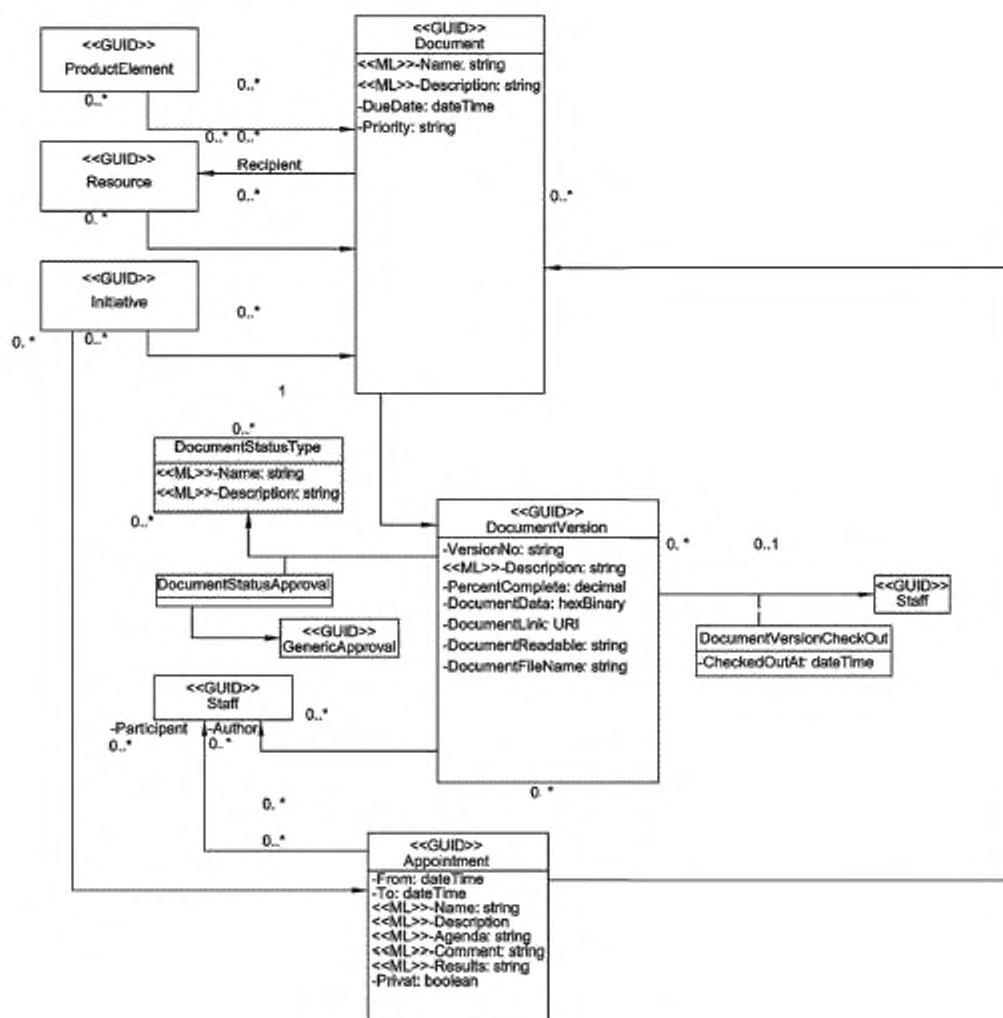 <<GUID>>
ProductElement
0..*
0..*
<<GUID>>
Document
<<ML>>-Name: string
<<ML>>-Description: string
-DueDate: dateTime
-Priority: string
0..*
0..*
<<GUID>>
Resource
Recipient
0..*
0..*
0. *
<<GUID>>
Initiative
0..*
0. *
0..*
1
0..*
DocumentStatusType
<<ML>>-Name: string
<<ML>>-Description: string
0..*
DocumentStatusApproval
<<GUID>>
GenericApproval
<<GUID>>
DocumentVersion
-VersionNo: string
<<ML>>-Description: string
-PercentComplete: decimal
-DocumentData: hexBinary
-DocumentLink: URI
-DocumentReadable: string
-DocumentFileName: string
0. *
0..1
<<GUID>>
Staff
DocumentVersionCheckOut
-CheckedOutAt: dateTime
<<GUID>>
Staff
0..*
-Participant
-Author
0..*
0..*
0. *
0. *
0..*
<<GUID>>
Appointment
-From: dateTime
-To: dateTime
<<ML>>-Name: string
<<ML>>-Description
<<ML>>-Agenda: string
<<ML>>-Comment: string
<<ML>>-Results: string
-Privat: boolean